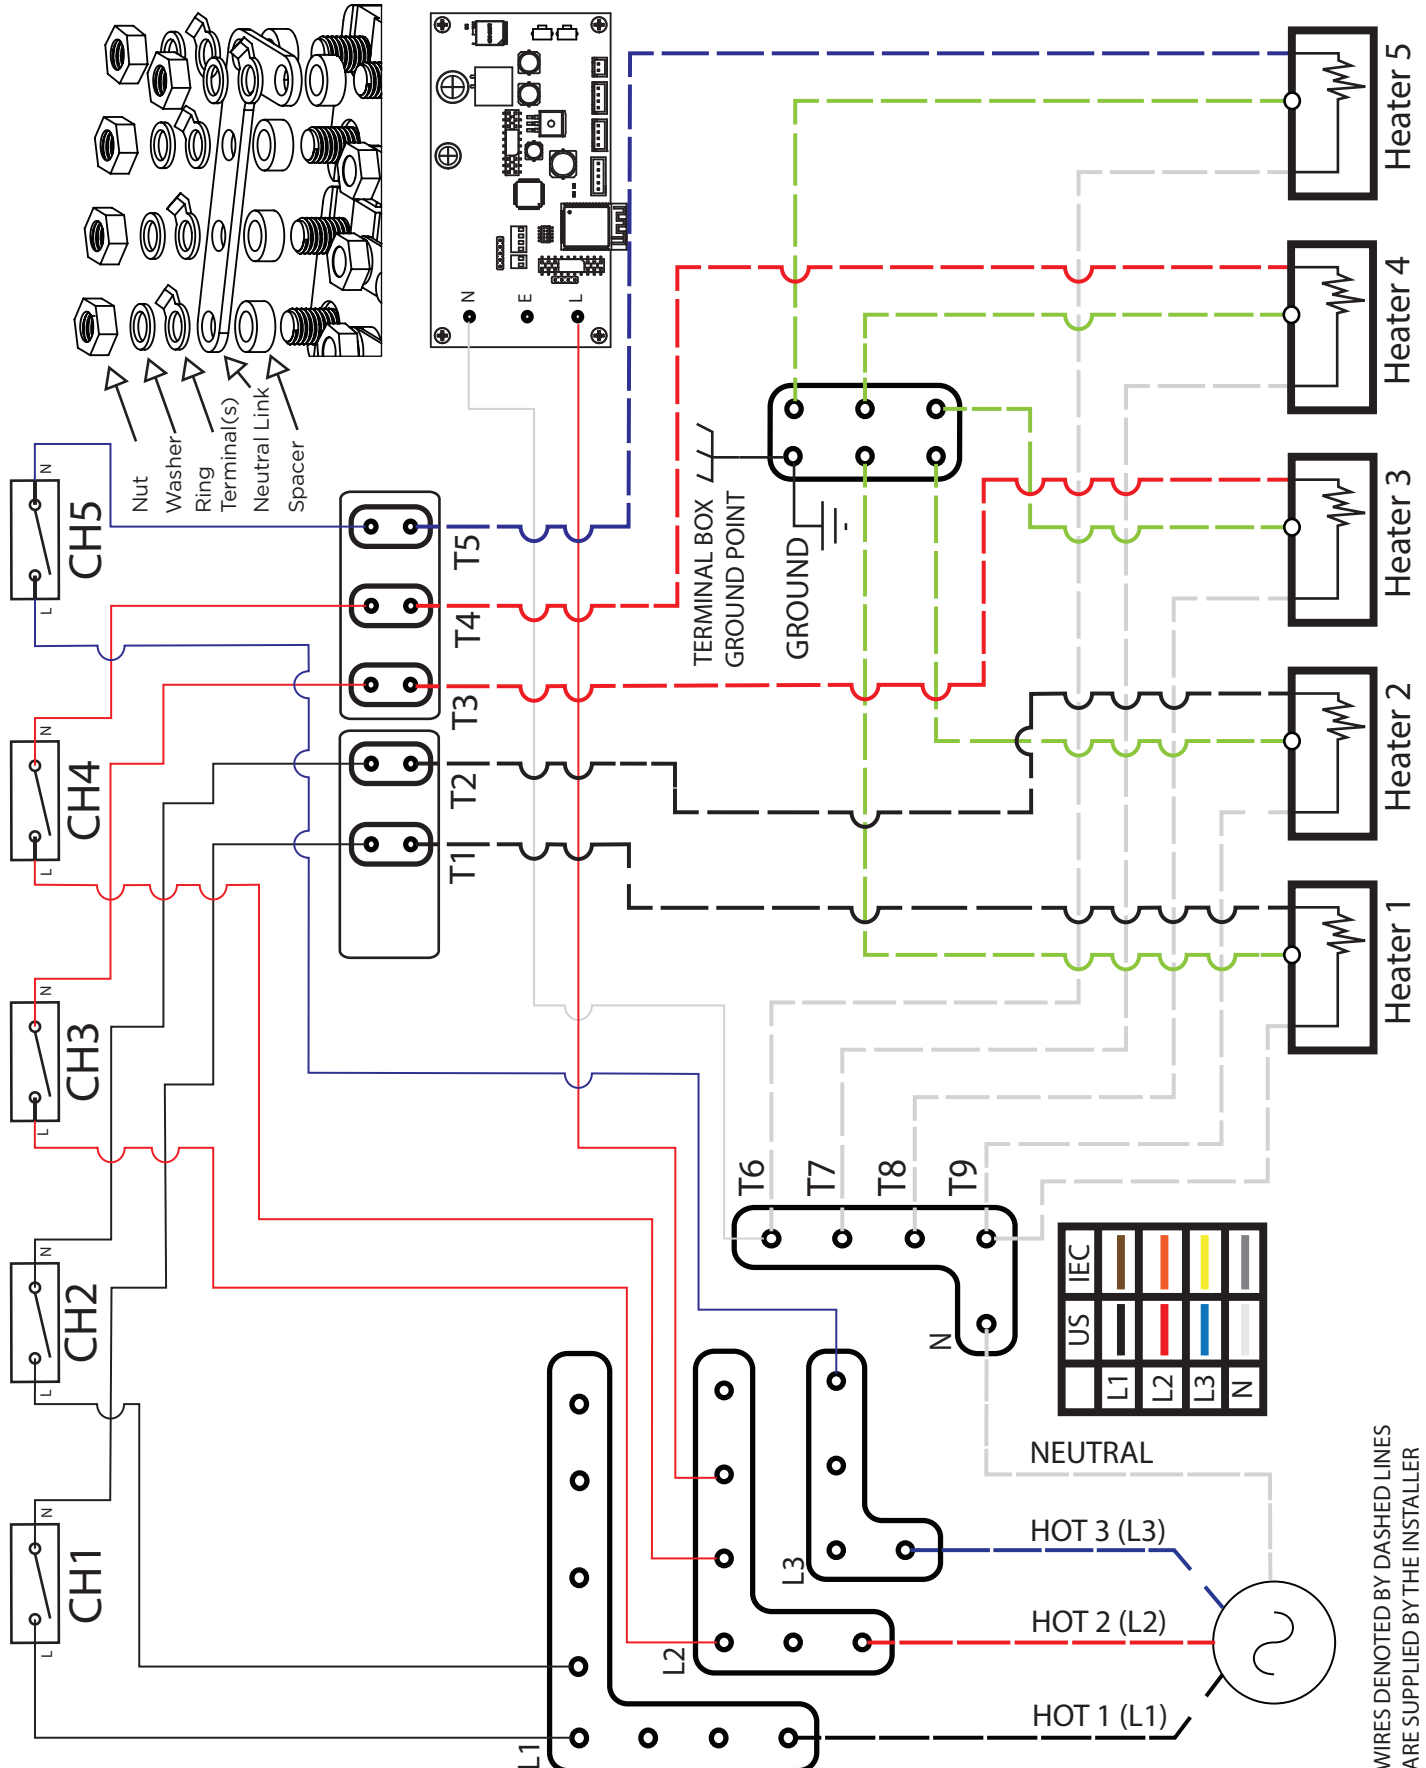 Nut
Washer
Ring
Terminal(s)
Neutral Link
Spacer
N
E
L
CH1
L
N
CH2
L
N
CH3
L
N
CH4
L
N
CH5
L
N
T1
T2
T3
T4
T5
TERMINAL BOX
GROUND POINT
GROUND
T6
T7
T8
T9
N
L1
L2
L3
NEUTRAL
HOT 3 (L3)
HOT 2 (L2)
HOT 1 (L1)
US IEC
L1
L2
L3
N
Heater 1
Heater 2
Heater 3
Heater 4
Heater 5
WIRES DENOTED BY DASHED LINES
ARE SUPPLIED BY THE INSTALLER